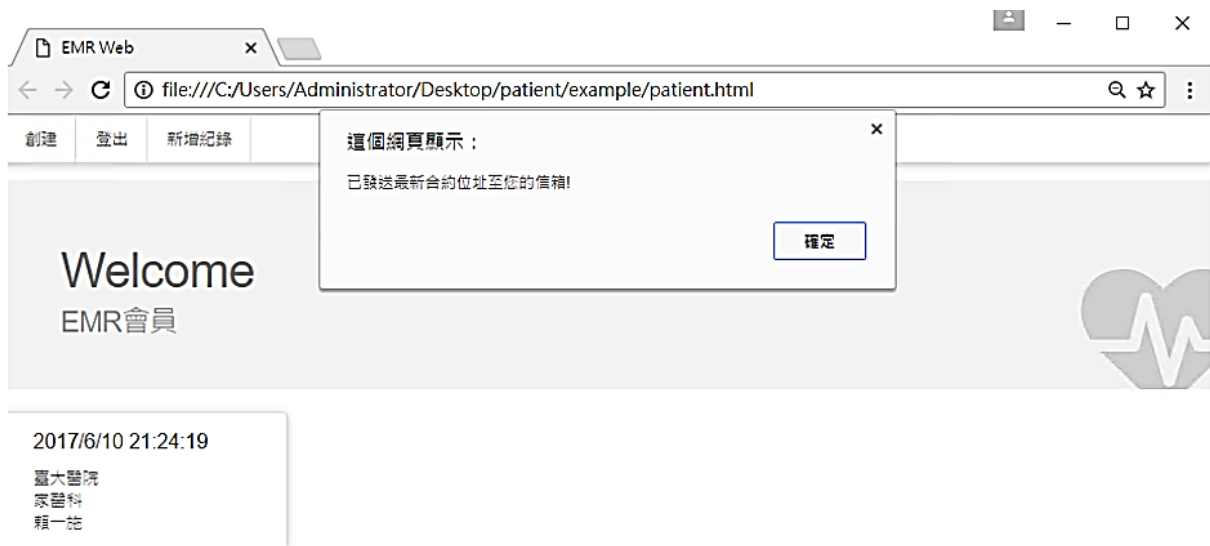 EMR Web
file:///C:/Users/Administrator/Desktop/patient/example/patient.html
創建 登出 新增紀錄
這個網頁顯示：
已發送最新合約位址至您的信箱!
確定
Welcome
EMR會員
2017/6/10 21:24:19
臺大醫院
家醫科
賴一施